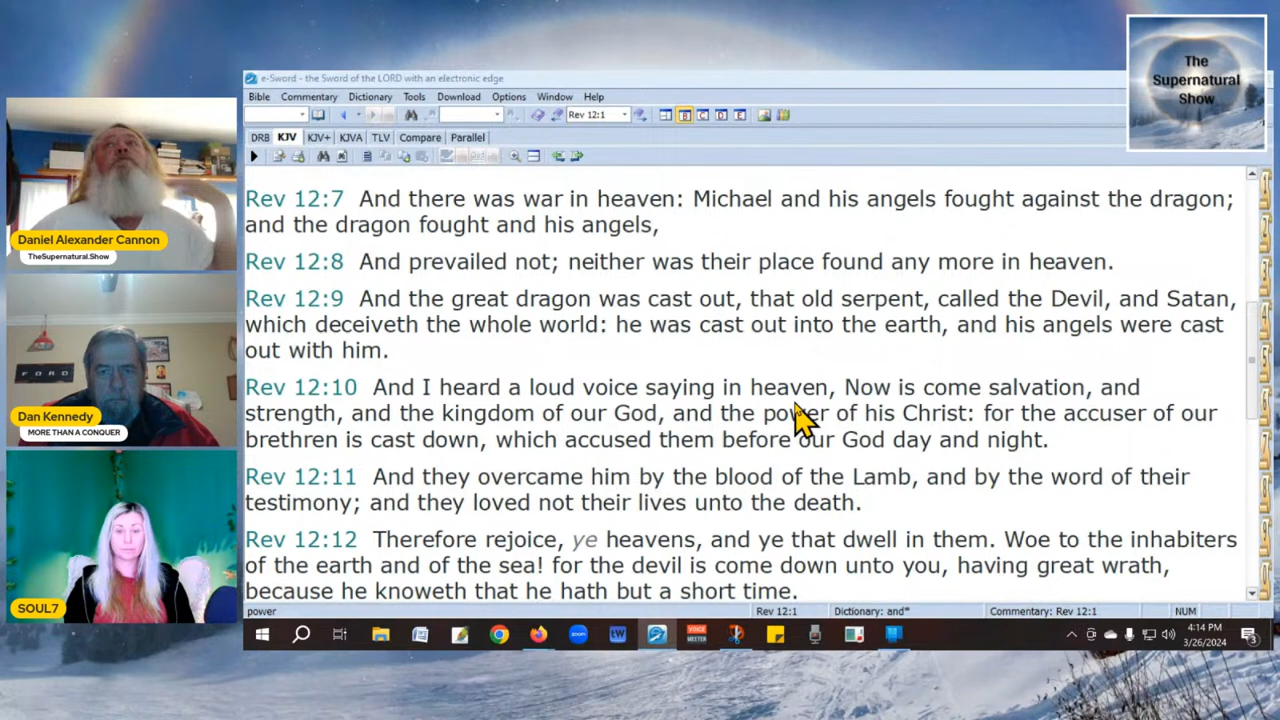 The
Supernatural
Show
e-Sword - the Sword of the LORD with an electronic edge
Bible Commentary Dictionary Tools Download Options Window Help
Rev 12:1
DRB KJV KJV+ KJVA TLV Compare Parallel
Rev 12:7 And there was war in heaven: Michael and his angels fought against the dragon;
and the dragon fought and his angels,
Rev 12:8 And prevailed not; neither was their place found any more in heaven.
Rev 12:9 And the great dragon was cast out, that old serpent, called the Devil, and Satan,
which deceiveth the whole world: he was cast out into the earth, and his angels were cast
out with him.
Rev 12:10 And I heard a loud voice saying in heaven, Now is come salvation, and
strength, and the kingdom of our God, and the power of his Christ: for the accuser of our
brethren is cast down, which accused them before our God day and night.
Rev 12:11 And they overcame him by the blood of the Lamb, and by the word of their
testimony; and they loved not their lives unto the death.
Rev 12:12 Therefore rejoice, ye heavens, and ye that dwell in them. Woe to the inhabiters
of the earth and of the sea! for the devil is come down unto you, having great wrath,
because he knoweth that he hath but a short time.
power Rev 12:1 Dictionary: and* Commentary: Rev 12:1 NUM
zoom tW VOICE MEETER
4:14 PM
3/26/2024
3
Daniel Alexander Cannon
TheSupernatural.Show
FORD
Dan Kennedy
MORE THAN A CONQUER
SOUL7